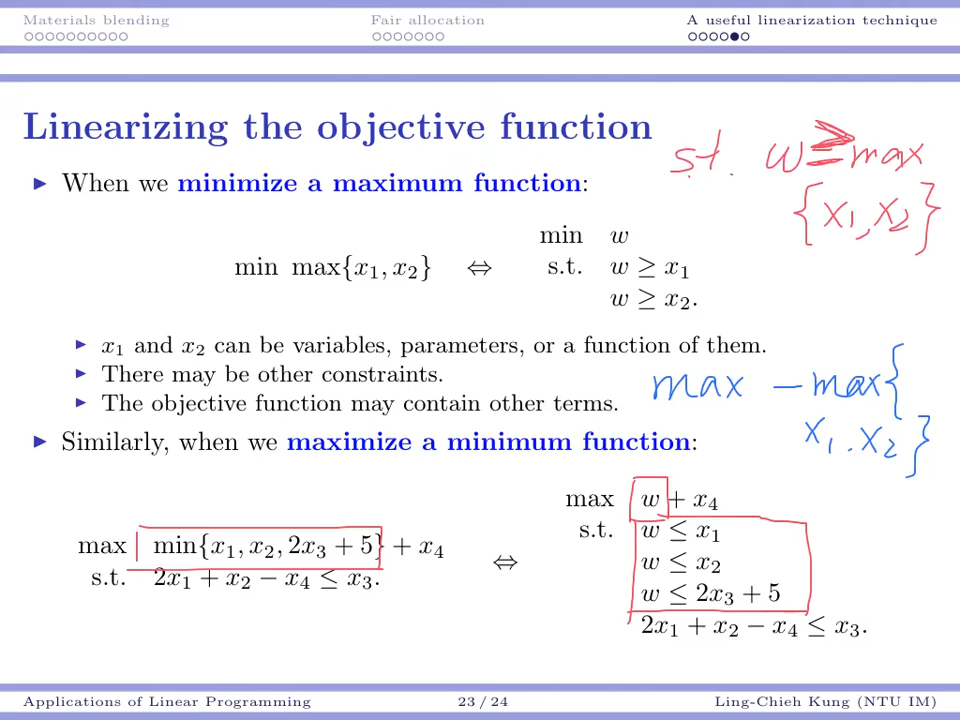 Materials blending Fair allocation A useful linearization technique
Linearizing the objective function
s.t. w ≥ max
{x₁, x₂}
▶ When we minimize a maximum function:
min max{x₁, x₂} ⇔ min w
s.t. w ≥ x₁
w ≥ x₂.
▶ x₁ and x₂ can be variables, parameters, or a function of them.
▶ There may be other constraints.
▶ The objective function may contain other terms.
max − max{
x₁, x₂}
▶ Similarly, when we maximize a minimum function:
max min{x₁, x₂, 2x₃ + 5} + x₄
s.t. 2x₁ + x₂ − x₄ ≤ x₃.
⇔
max w + x₄
s.t. w ≤ x₁
w ≤ x₂
w ≤ 2x₃ + 5
2x₁ + x₂ − x₄ ≤ x₃.
Applications of Linear Programming 23 / 24 Ling-Chieh Kung (NTU IM)